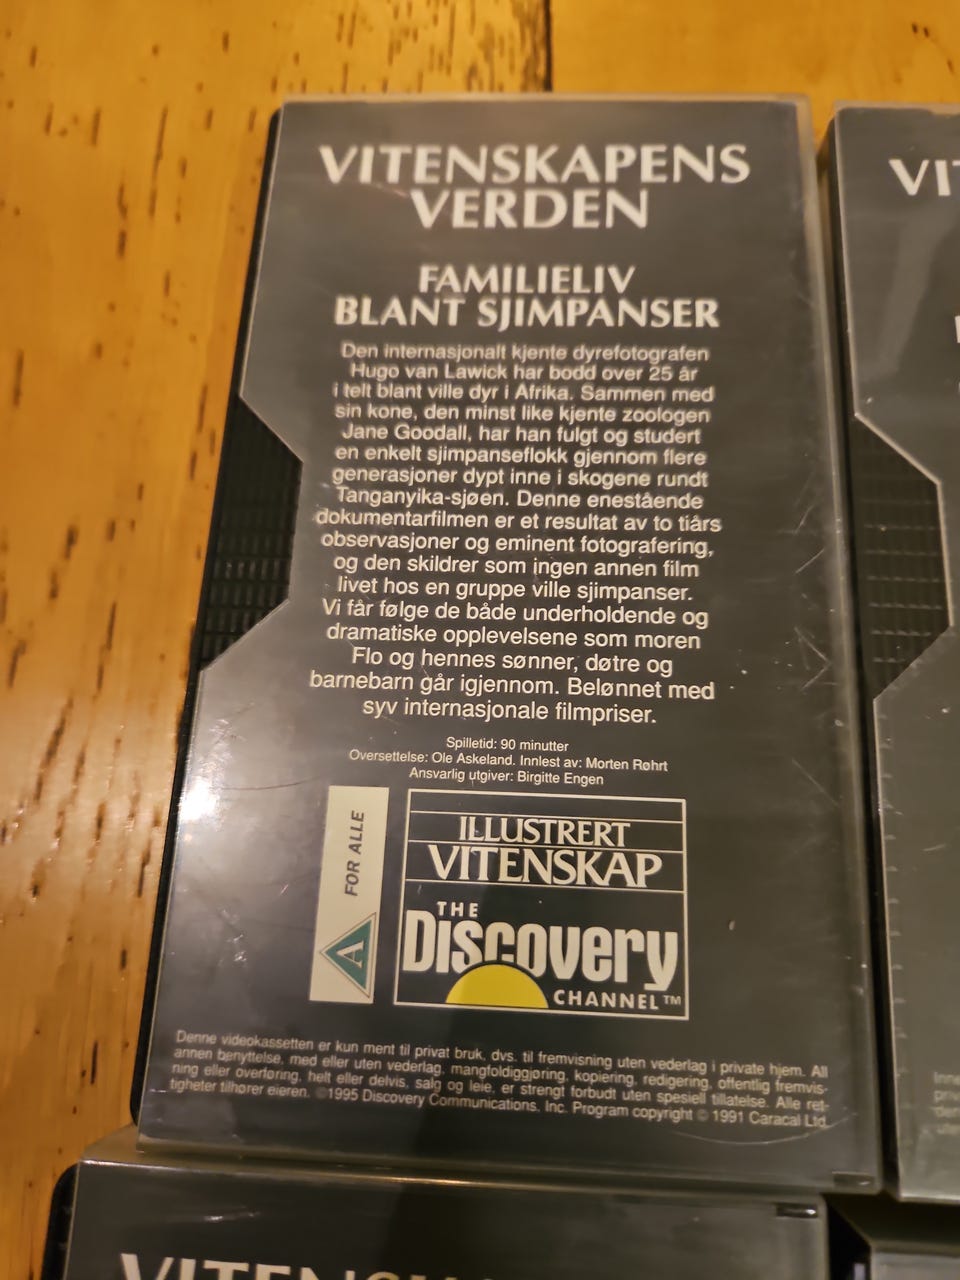 VITENSKAPENS
VERDEN
FAMILIELIV
BLANT SJIMPANSER
Den internasjonalt kjente dyrefotografen
Hugo van Lawick har bodd over 25 år
i telt blant ville dyr i Afrika. Sammen med
sin kone, den minst like kjente zoologen
Jane Goodall, har han fulgt og studert
en enkelt sjimpanseflokk gjennom flere
generasjoner dypt inne i skogene rundt
Tanganyika-sjøen. Denne enestående
dokumentarfilmen er et resultat av to tiårs
observasjoner og eminent fotografering,
og den skildrer som ingen annen film
livet hos en gruppe ville sjimpanser.
Vi får følge de både underholdende og
dramatiske opplevelsene som moren
Flo og hennes sønner, døtre og
barnebarn går igjennom. Belønnet med
syv internasjonale filmpriser.
Spilletid: 90 minutter
Oversettelse: Ole Askeland. Innlest av: Morten Røhrt
Ansvarlig utgiver: Birgitte Engen
A FOR ALLE
ILLUSTRERT
VITENSKAP
THE
Discovery
CHANNEL™
Denne videokassetten er kun ment til privat bruk, dvs. til fremvisning uten vederlag i private hjem. All
annen benyttelse, med eller uten vederlag, mangfoldiggjøring, kopiering, redigering, offentlig fremvis-
ning eller overføring, helt eller delvis, salg og leie, er strengt forbudt uten spesiell tillatelse. Alle ret-
tigheter tilhører eieren. ©1995 Discovery Communications, Inc. Program copyright © 1991 Caracal Ltd.
VIT